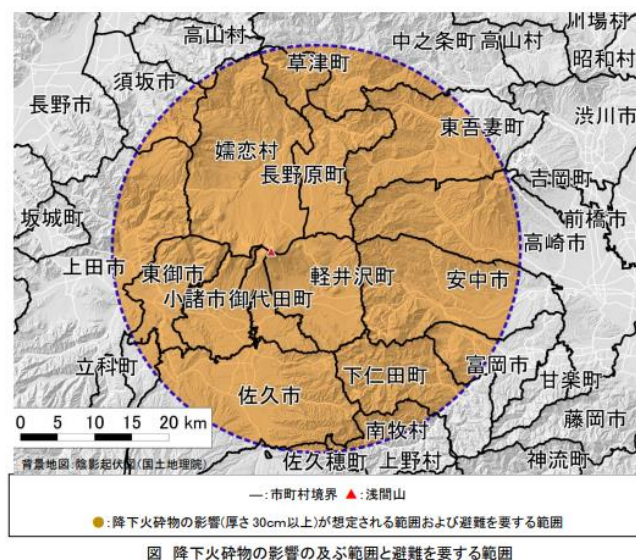 高山村
中之条町
高山村
川場村
昭和村
須坂市
草津町
長野市
東吾妻町
渋川市
嬬恋村
長野原町
吉岡町
坂城町
前橋市
上田市
高崎市
東御市
軽井沢町
安中市
小諸市
御代田町
立科町
富岡市
下仁田町
甘楽町
佐久市
藤岡市
南牧村
佐久穂町
上野村
神流町
0 5 10 15 20 km
背景地図:陰影起伏図(国土地理院)
―:市町村境界 ▲:浅間山
●:降下火砕物の影響(厚さ30cm以上)が想定される範囲および避難を要する範囲
図 降下火砕物の影響の及ぶ範囲と避難を要する範囲